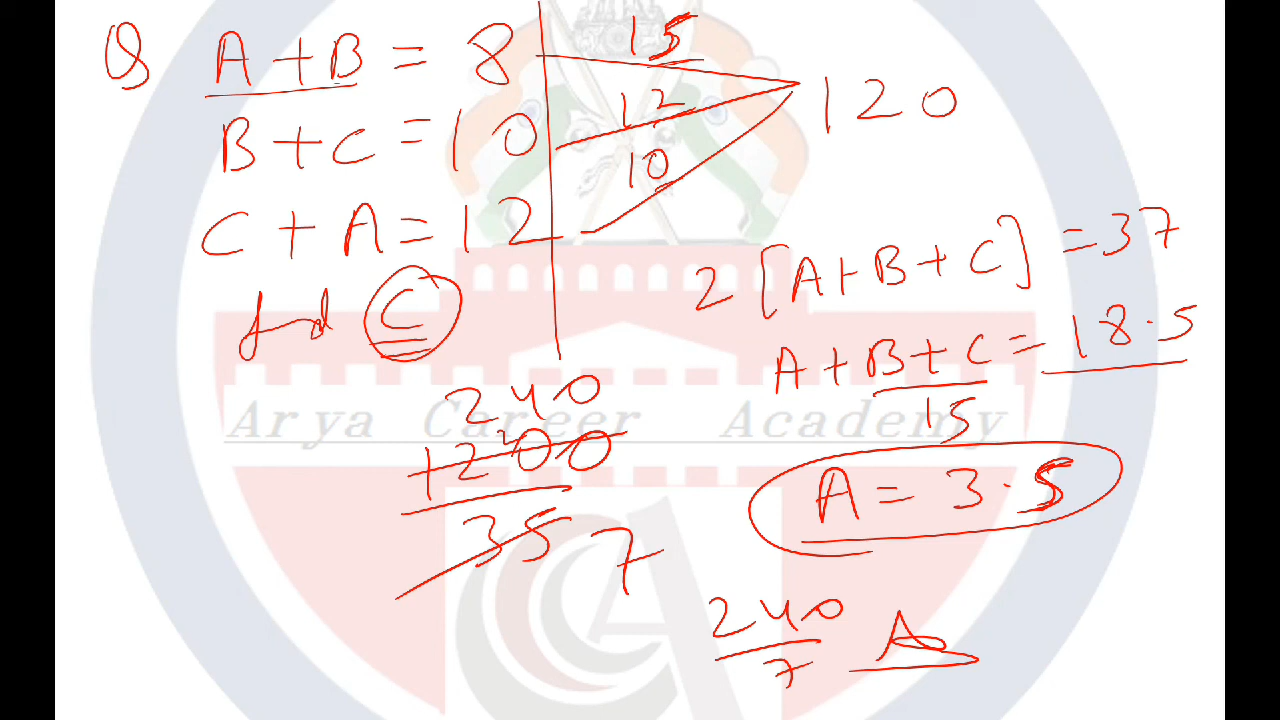 Q A + B = 8
B + C = 10
C + A = 12
find C
15
12
10
120
2 [A + B + C] = 37
A + B + C = 18.5
15
A = 3.5
240
1200
35 7
240
7
A
Arya Career Academy